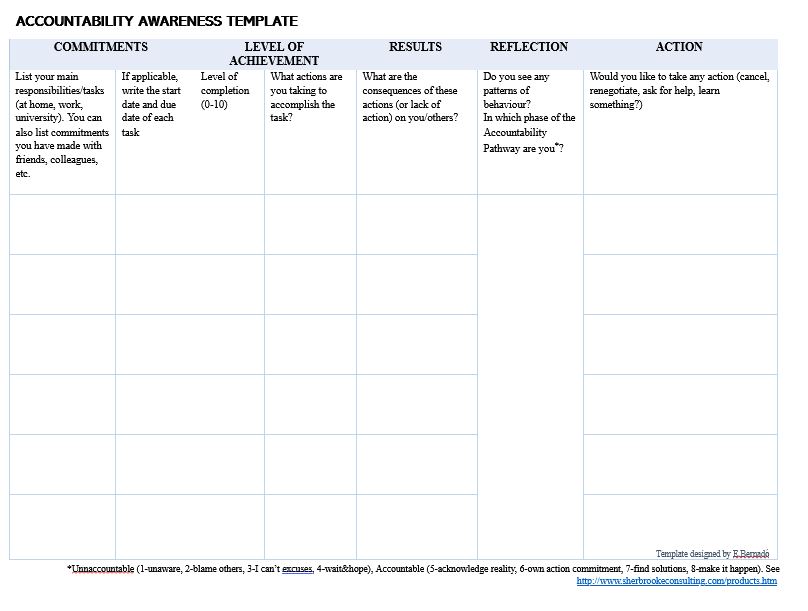 ACCOUNTABILITY AWARENESS TEMPLATE
COMMITMENTS
LEVEL OF
ACHIEVEMENT
RESULTS
REFLECTION
ACTION
List your main
responsibilities/tasks
(at home, work,
university). You can
also list commitments
you have made with
friends, colleagues,
etc.
If applicable,
write the start
date and due
date of each
task
Level of
completion
(0-10)
What actions are
you taking to
accomplish the
task?
What are the
consequences of these
actions (or lack of
action) on you/others?
Do you see any
patterns of
behaviour?
In which phase of the
Accountability
Pathway are you*?
Would you like to take any action (cancel,
renegotiate, ask for help, learn
something?)
Template designed by E.Bernadó
*Unnaccountable (1-unaware, 2-blame others, 3-I can't excuses, 4-wait&hope), Accountable (5-acknowledge reality, 6-own action commitment, 7-find solutions, 8-make it happen). See
http://www.sherbrookeconsulting.com/products.htm